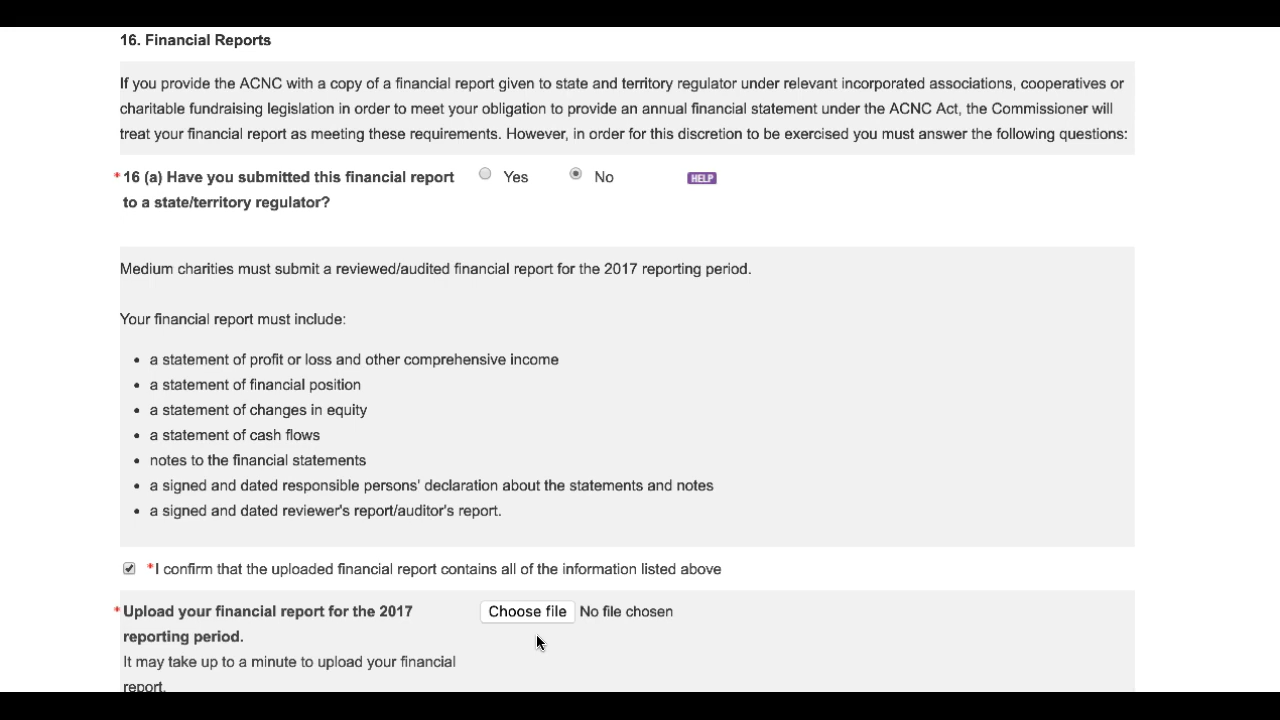 16. Financial Reports
If you provide the ACNC with a copy of a financial report given to state and territory regulator under relevant incorporated associations, cooperatives or
charitable fundraising legislation in order to meet your obligation to provide an annual financial statement under the ACNC Act, the Commissioner will
treat your financial report as meeting these requirements. However, in order for this discretion to be exercised you must answer the following questions:
* 16 (a) Have you submitted this financial report Yes No HELP
to a state/territory regulator?
Medium charities must submit a reviewed/audited financial report for the 2017 reporting period.
Your financial report must include:
• a statement of profit or loss and other comprehensive income
• a statement of financial position
• a statement of changes in equity
• a statement of cash flows
• notes to the financial statements
• a signed and dated responsible persons' declaration about the statements and notes
• a signed and dated reviewer's report/auditor's report.
*I confirm that the uploaded financial report contains all of the information listed above
* Upload your financial report for the 2017 Choose file No file chosen
reporting period.
It may take up to a minute to upload your financial
report.